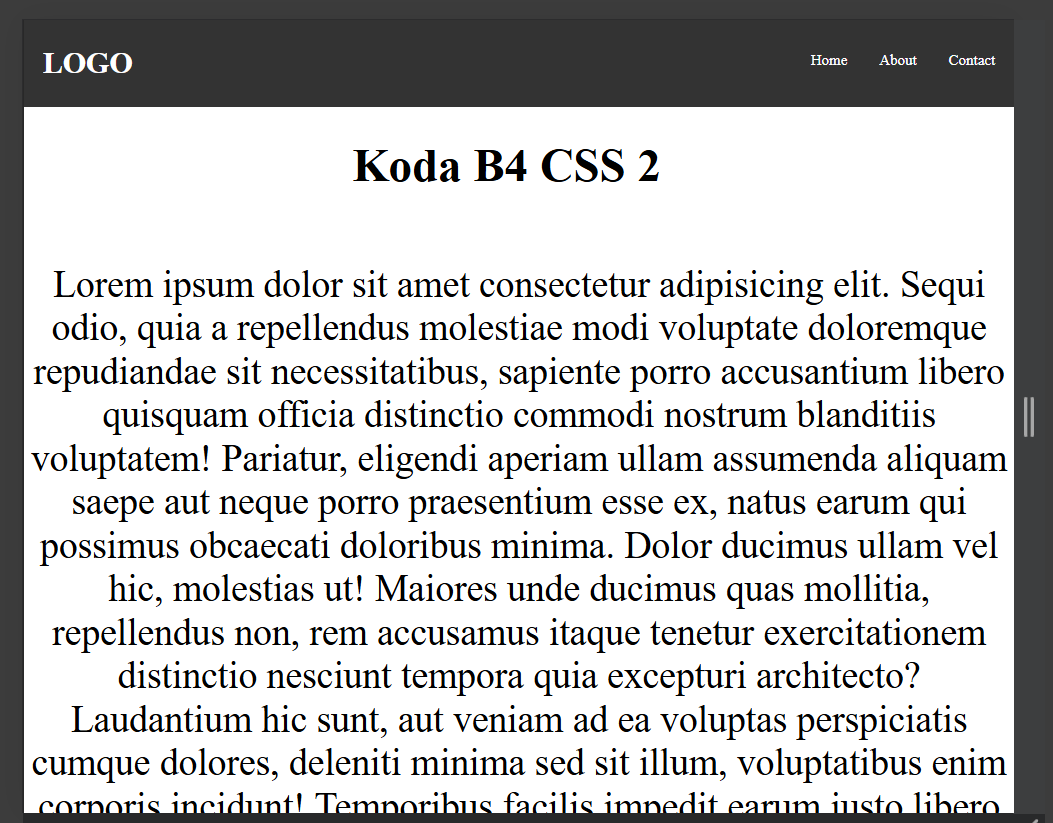 LOGO
Home About Contact
Koda B4 CSS 2
Lorem ipsum dolor sit amet consectetur adipisicing elit. Sequi
odio, quia a repellendus molestiae modi voluptate doloremque
repudiandae sit necessitatibus, sapiente porro accusantium libero
quisquam officia distinctio commodi nostrum blanditiis
voluptatem! Pariatur, eligendi aperiam ullam assumenda aliquam
saepe aut neque porro praesentium esse ex, natus earum qui
possimus obcaecati doloribus minima. Dolor ducimus ullam vel
hic, molestias ut! Maiores unde ducimus quas mollitia,
repellendus non, rem accusamus itaque tenetur exercitationem
distinctio nesciunt tempora quia excepturi architecto?
Laudantium hic sunt, aut veniam ad ea voluptas perspiciatis
cumque dolores, deleniti minima sed sit illum, voluptatibus enim
corporis incidunt! Temporibus facilis impedit earum iusto libero